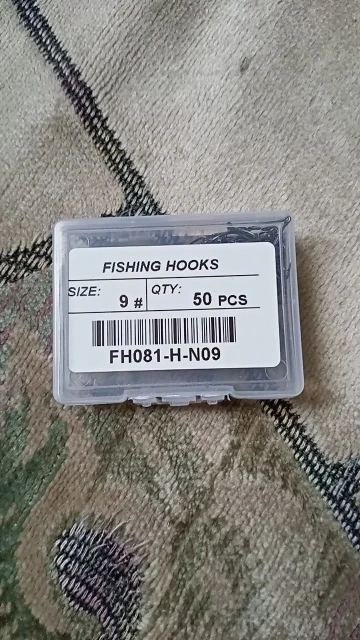 FISHING HOOKS
SIZE: 9 # QTY: 50 PCS
FH081-H-N09